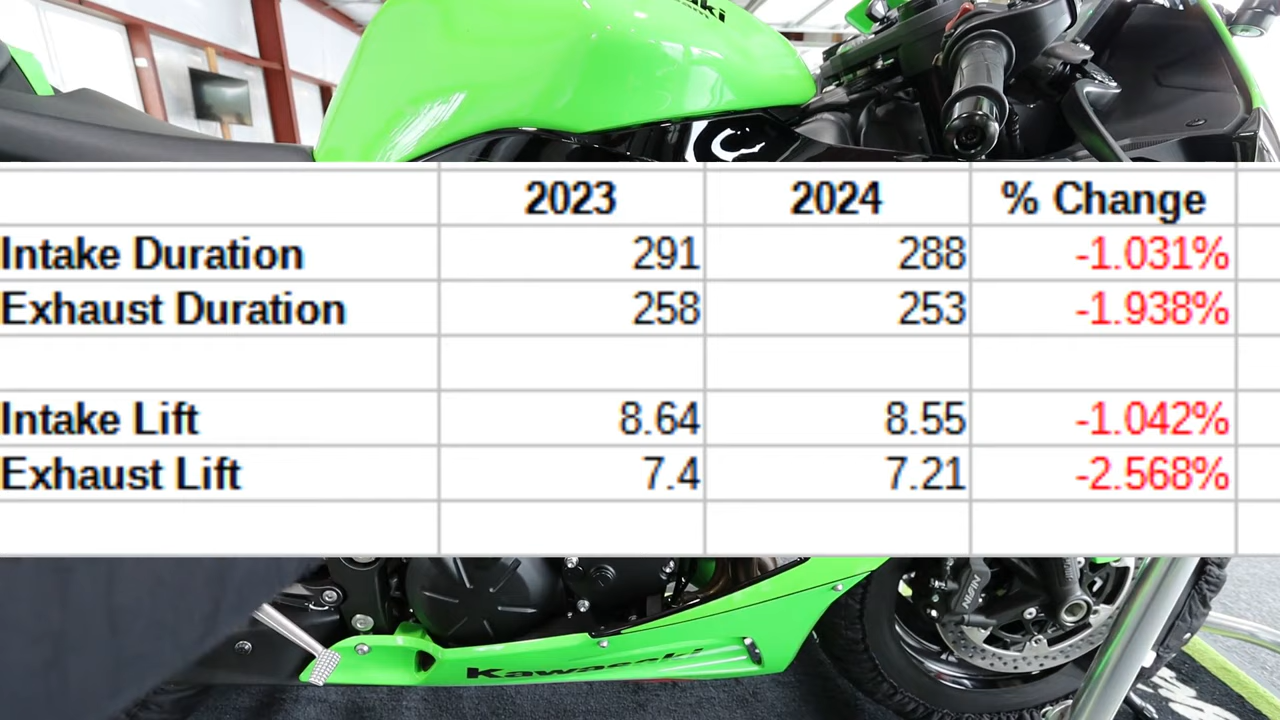 2023 2024 % Change
Intake Duration 291 288 -1.031%
Exhaust Duration 258 253 -1.938%
Intake Lift 8.64 8.55 -1.042%
Exhaust Lift 7.4 7.21 -2.568%
NISSIN
Kawasaki